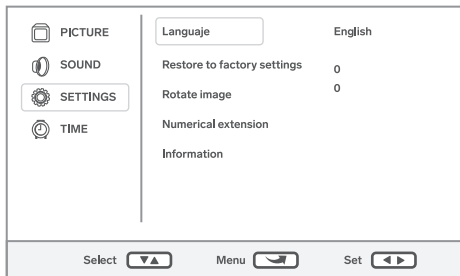 PICTURE
SOUND
SETTINGS
TIME
Languaje English
Restore to factory settings 0
Rotate image 0
Numerical extension
Information
Select Menu Set